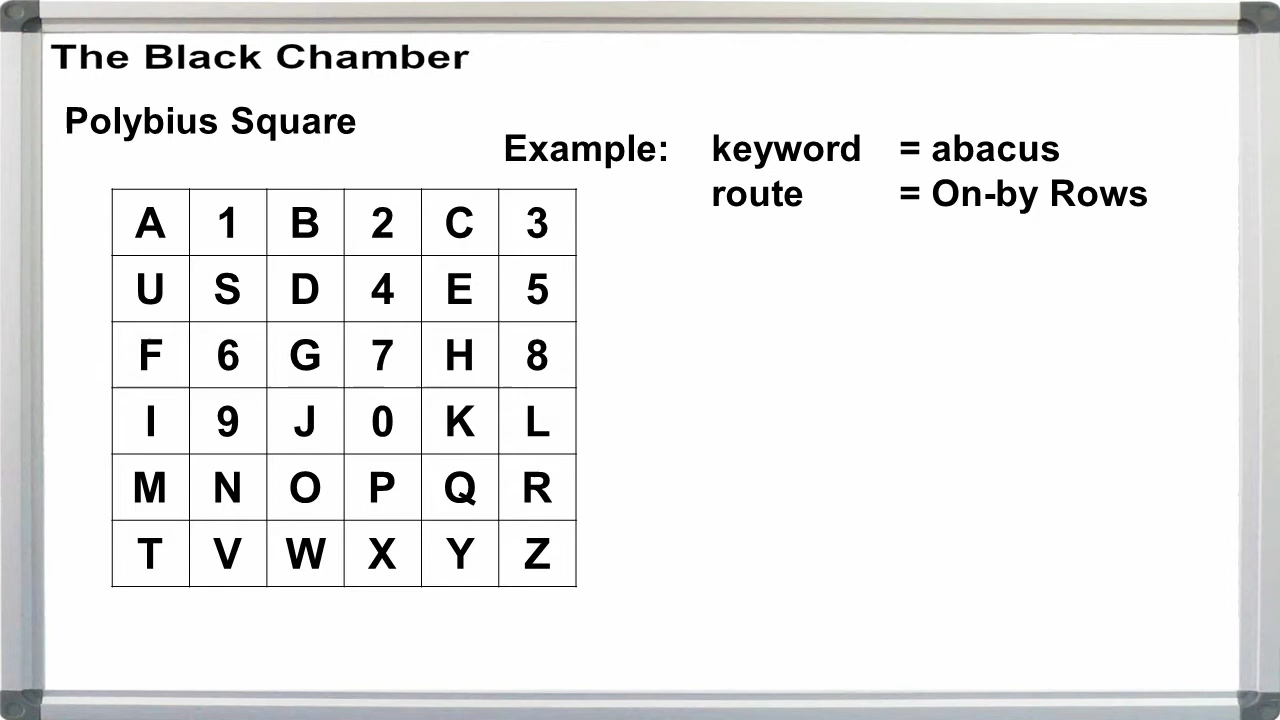 The Black Chamber
Polybius Square
Example: keyword = abacus
route = On-by Rows
A 1 B 2 C 3
U S D 4 E 5
F 6 G 7 H 8
I 9 J 0 K L
M N O P Q R
T V W X Y Z